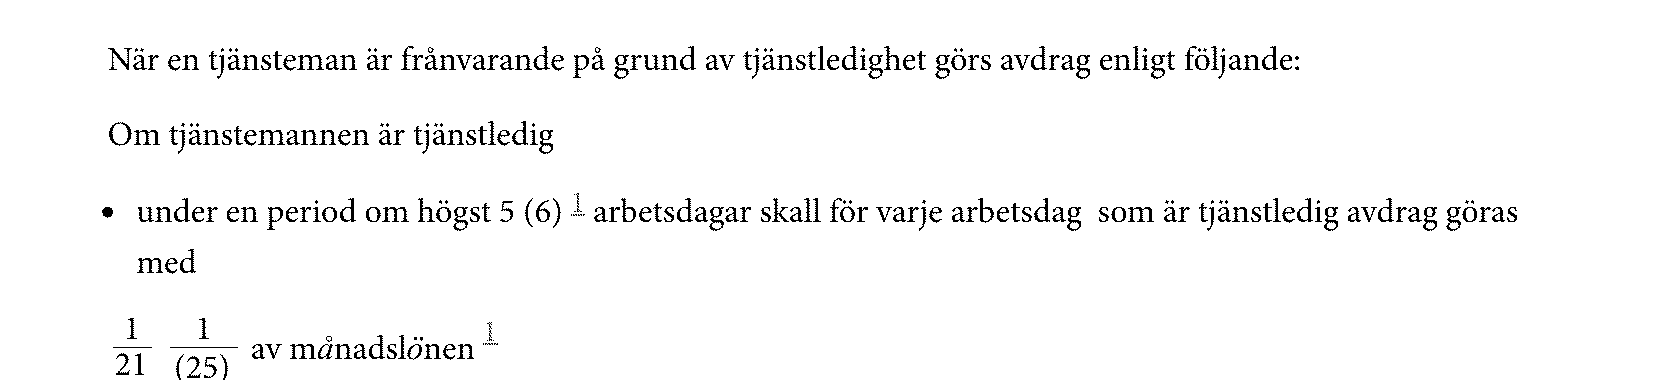 När en tjänsteman är frånvarande på grund av tjänstledighet görs avdrag enligt följande:
Om tjänstemannen är tjänstledig
• under en period om högst 5 (6) 1 arbetsdagar skall för varje arbetsdag som är tjänstledig avdrag göras
med
1/21 1/(25) av månadslönen 1